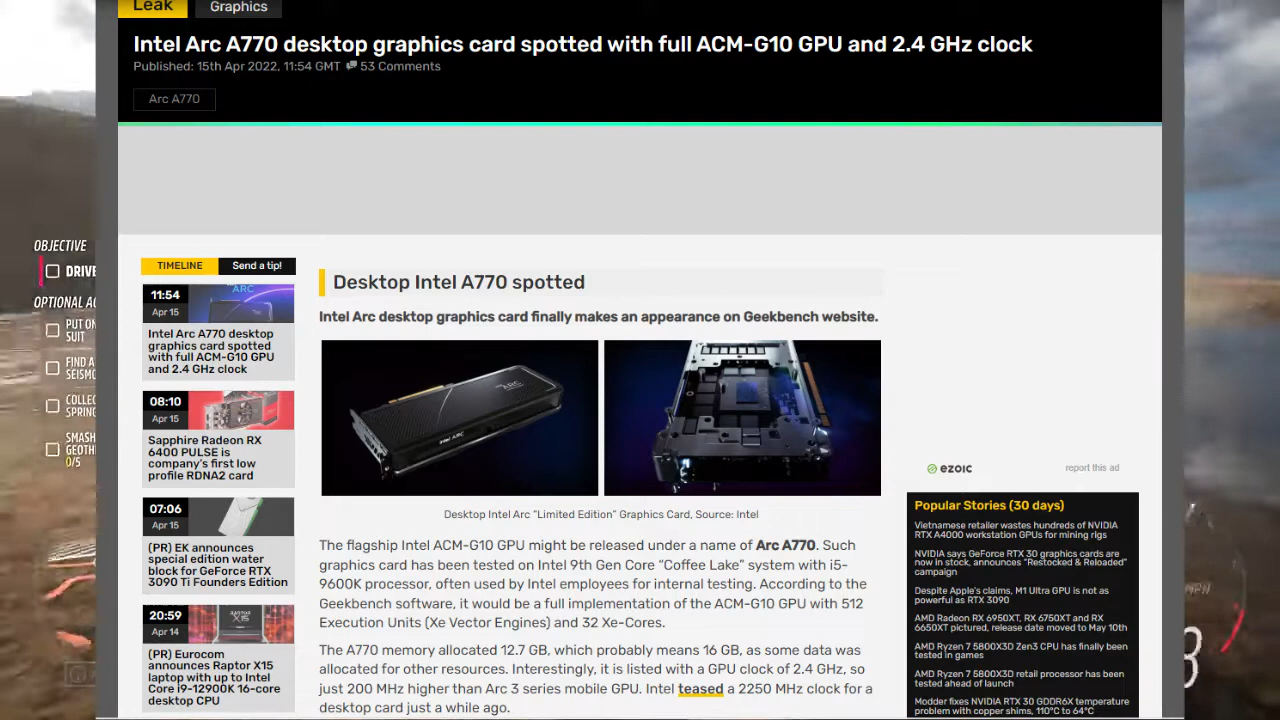 Leak
Graphics
Intel Arc A770 desktop graphics card spotted with full ACM-G10 GPU and 2.4 GHz clock
Published: 15th Apr 2022, 11:54 GMT 53 Comments
Arc A770
OBJECTIVE
DRIVE
OPTIONAL
PUT ON
SUIT
FIND A
SEISMO
COLLEC
SPRING
SMASH
GEOTH
0/5
TIMELINE
Send a tip!
11:54
Apr 15
Intel Arc A770 desktop
graphics card spotted
with full ACM-G10 GPU
and 2.4 GHz clock
08:10
Apr 15
Sapphire Radeon RX
6400 PULSE is
company's first low
profile RDNA2 card
07:06
Apr 15
(PR) EK announces
special edition water
block for GeForce RTX
3090 Ti Founders Edition
20:59
Apr 14
(PR) Eurocom
announces Raptor X15
laptop with up to Intel
Core i9-12900K 16-core
desktop CPU
Desktop Intel A770 spotted
Intel Arc desktop graphics card finally makes an appearance on Geekbench website.
intel ARC
Desktop Intel Arc “Limited Edition” Graphics Card, Source: Intel
The flagship Intel ACM-G10 GPU might be released under a name of Arc A770. Such
graphics card has been tested on Intel 9th Gen Core “Coffee Lake” system with i5-
9600K processor, often used by Intel employees for internal testing. According to the
Geekbench software, it would be a full implementation of the ACM-G10 GPU with 512
Execution Units (Xe Vector Engines) and 32 Xe-Cores.
The A770 memory allocated 12.7 GB, which probably means 16 GB, as some data was
allocated for other resources. Interestingly, it is listed with a GPU clock of 2.4 GHz, so
just 200 MHz higher than Arc 3 series mobile GPU. Intel teased a 2250 MHz clock for a
desktop card just a while ago.
ezoic
report this ad
Popular Stories (30 days)
Vietnamese retailer wastes hundreds of NVIDIA
RTX A4000 workstation GPUs for mining rigs
NVIDIA says GeForce RTX 30 graphics cards are
now in stock, announces “Restocked & Reloaded”
campaign
Despite Apple's claims, M1 Ultra GPU is not as
powerful as RTX 3090
AMD Radeon RX 6950XT, RX 6750XT and RX
6650XT pictured, release date moved to May 10th
AMD Ryzen 7 5800X3D Zen3 CPU has finally been
tested in games
AMD Ryzen 7 5800X3D retail processor has been
tested ahead of launch
Modder fixes NVIDIA RTX 30 GDDR6X temperature
problem with copper shims, 110°C to 64°C